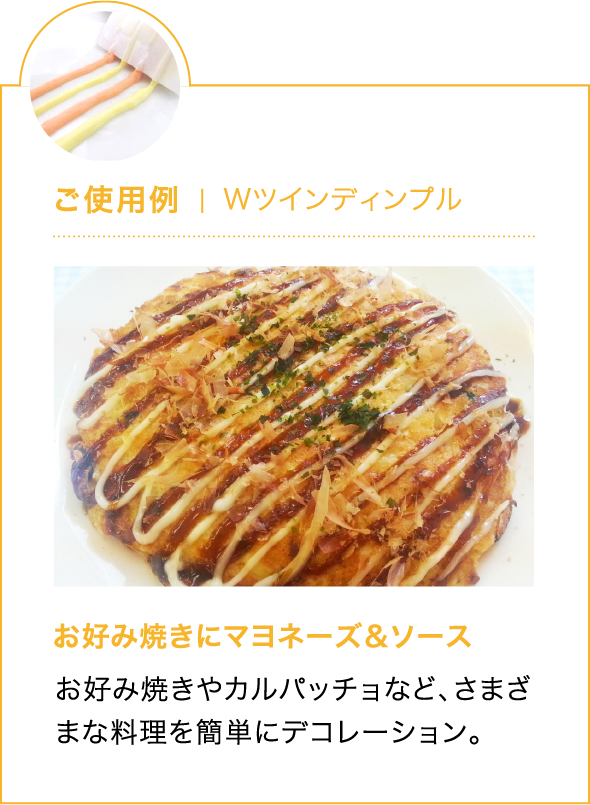 ご使用例 | Wツインディンプル
お好み焼きにマヨネーズ&ソース
お好み焼きやカルパッチョなど、さまざ
まな料理を簡単にデコレーション。